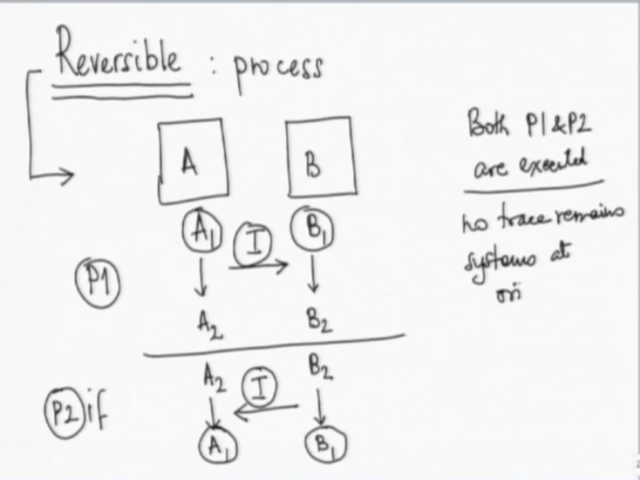 Reversible : process
A B
A1 I B1
P1
A2 B2
A2 I B2
P2 if
A1 B1
Both P1 & P2
are executed
no trace remains
systems at
ori